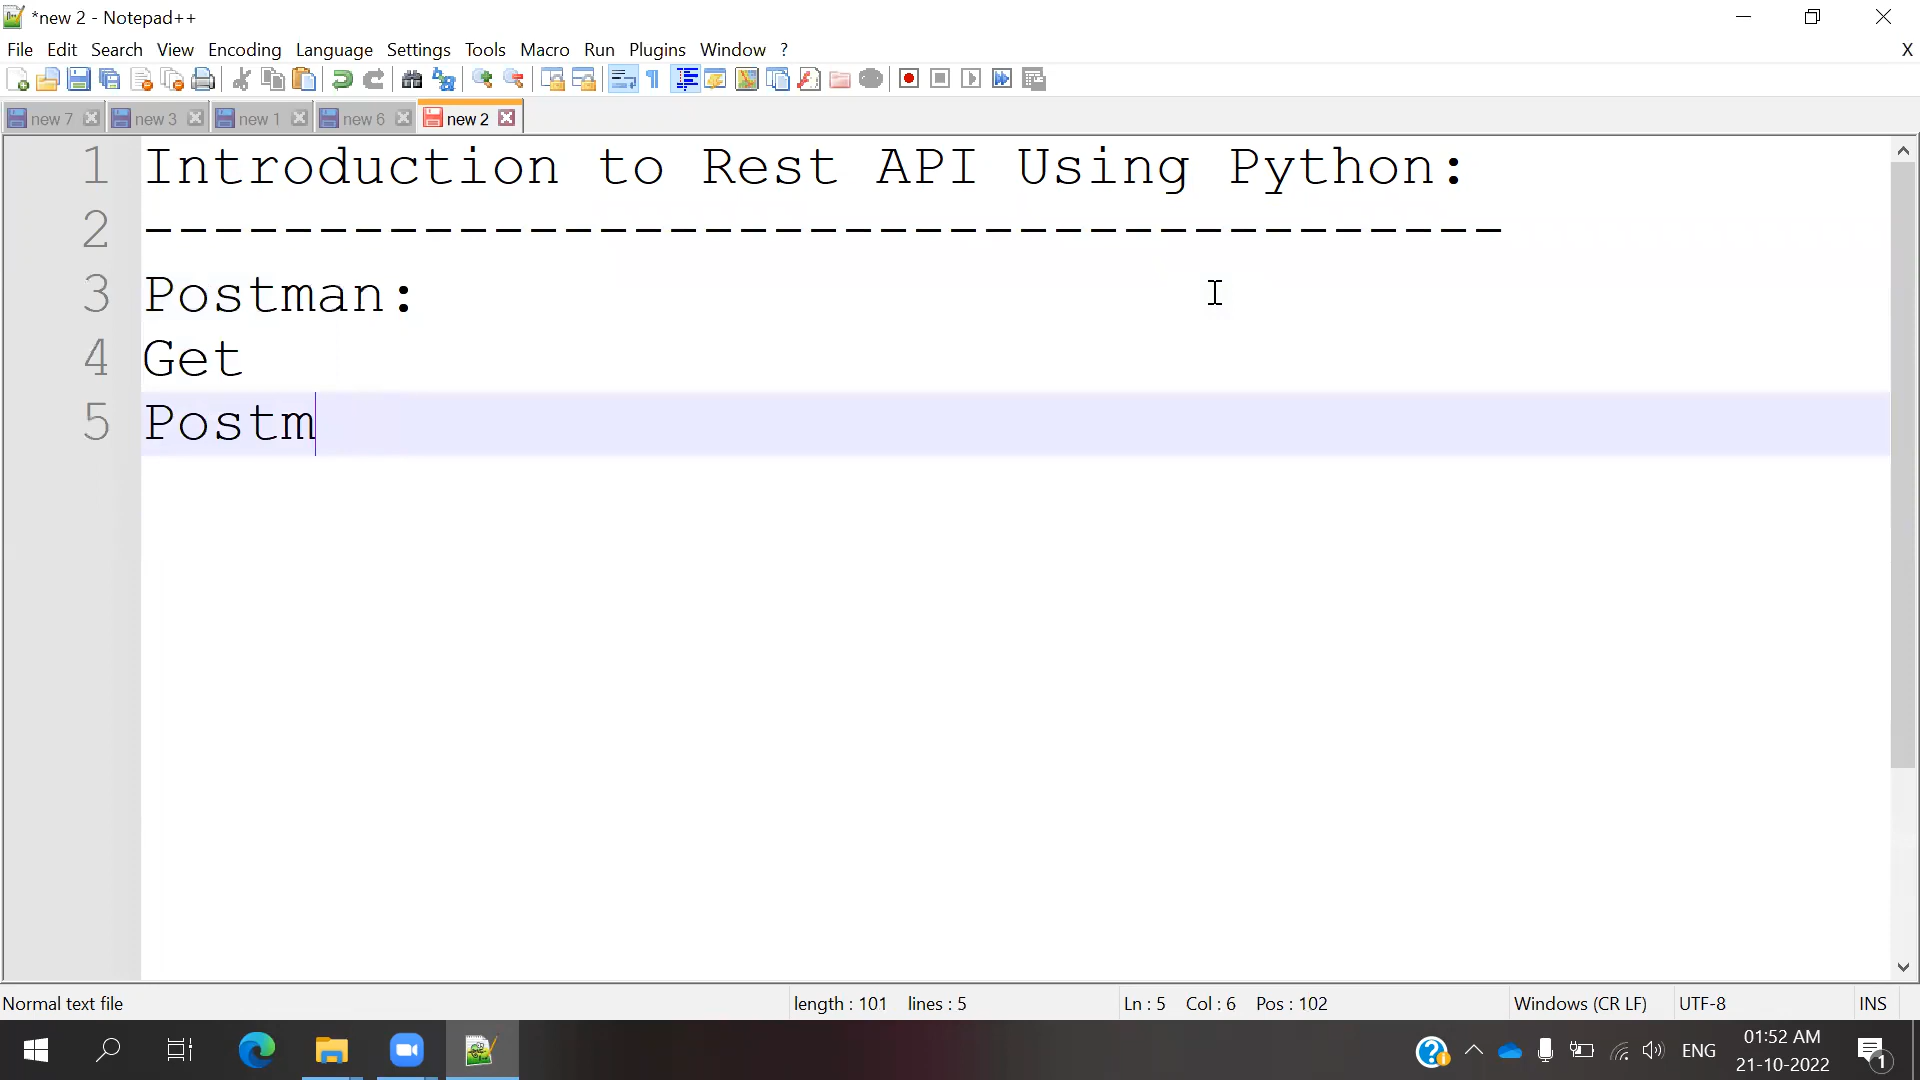 *new 2 - Notepad++
File Edit Search View Encoding Language Settings Tools Macro Run Plugins Window ? X
new 7 new 3 new 1 new 6 new 2
1 Introduction to Rest API Using Python:
2 ---------------------------------------
3 Postman:
4 Get
5 Postm
Normal text file length : 101 lines : 5 Ln : 5 Col : 6 Pos : 102 Windows (CR LF) UTF-8 INS
ENG 01:52 AM 1
21-10-2022